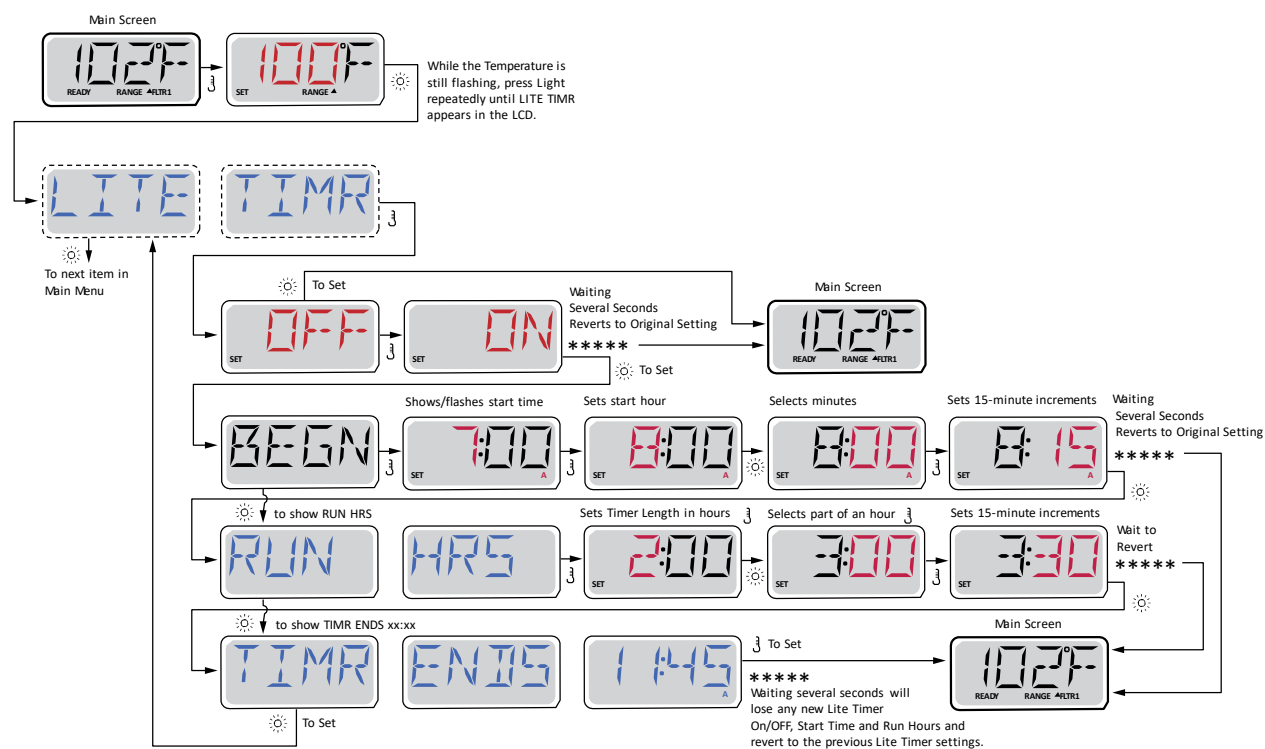 Main Screen
102°F
READY RANGE FLTR1
100°F
SET RANGE
While the Temperature is
still flashing, press Light
repeatedly until LITE TIMR
appears in the LCD.
LITE TIMR
To next item in
Main Menu
To Set
OFF
SET
ON
SET
Waiting
Several Seconds
Reverts to Original Setting
*****
To Set
Main Screen
102°F
READY RANGE FLTR1
BEGN
Shows/flashes start time
7:00
SET A
Sets start hour
8:00
SET A
Selects minutes
8:00
SET A
Sets 15-minute increments
8:15
SET A
Waiting
Several Seconds
Reverts to Original Setting
*****
to show RUN HRS
RUN HRS
Sets Timer Length in hours
2:00
SET
Selects part of an hour
3:00
SET
Sets 15-minute increments
3:30
SET
Wait to
Revert
*****
to show TIMR ENDS xx:xx
TIMR ENDS 11:45
A
To Set
To Set
*****
Waiting several seconds will
lose any new Lite Timer
On/OFF, Start Time and Run Hours and
revert to the previous Lite Timer settings.
Main Screen
102°F
READY RANGE FLTR1